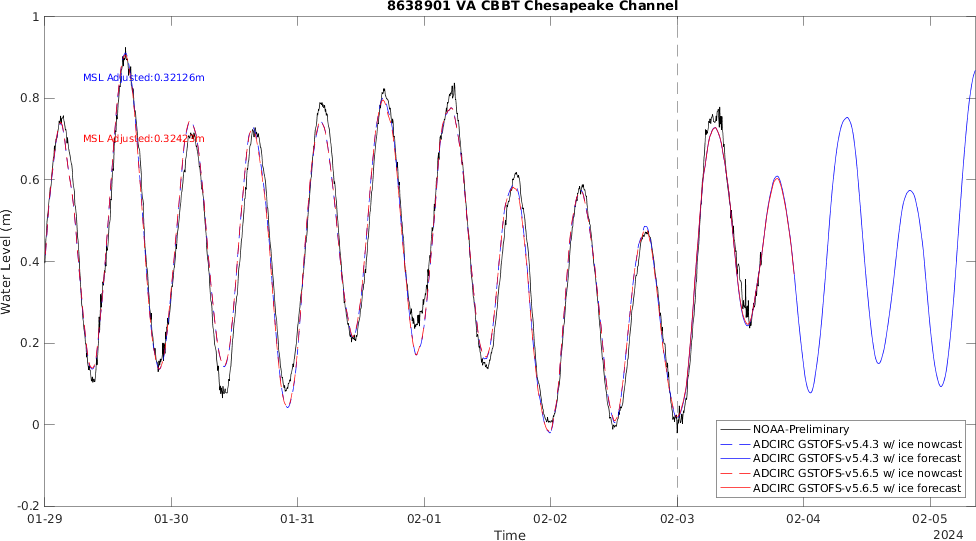 8638901 VA CBBT Chesapeake Channel
1
0.8
0.6
0.4
0.2
0
-0.2
Water Level (m)
MSL Adjusted:0.32126m
MSL Adjusted:
01-29
01-30
01-31
02-01
02-02
02-03
02-04
02-05
Time
2024
NOAA-Preliminary
ADCIRC GSTOFS-v5.4.3 w/ ice nowcast
ADCIRC GSTOFS-v5.4.3 w/ ice forecast
ADCIRC GSTOFS-v5.6.5 w/ ice nowcast
ADCIRC GSTOFS-v5.6.5 w/ ice forecast